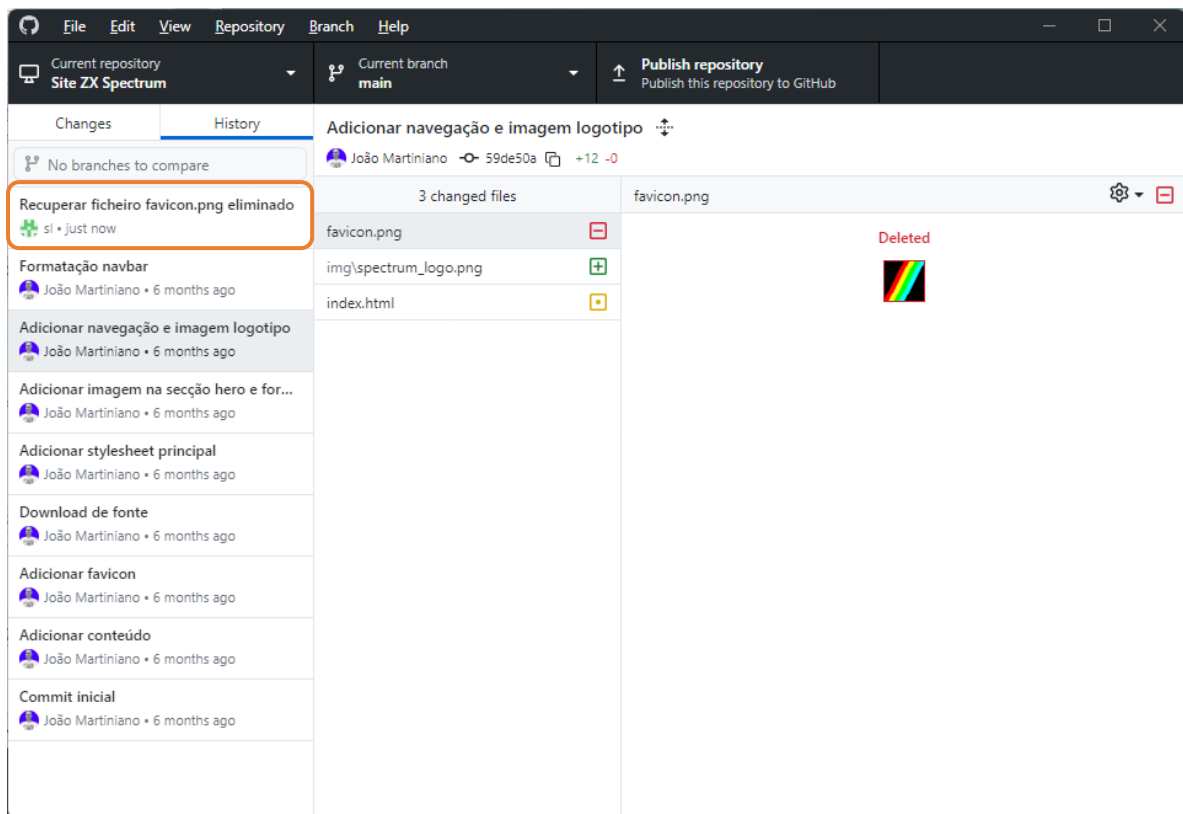 File Edit View Repository Branch Help
Current repository
Site ZX Spectrum
Current branch
main
Publish repository
Publish this repository to GitHub
Changes History
No branches to compare
Recuperar ficheiro favicon.png eliminado
sl • just now
Formatação navbar
João Martiniano • 6 months ago
Adicionar navegação e imagem logotipo
João Martiniano • 6 months ago
Adicionar imagem na secção hero e for...
João Martiniano • 6 months ago
Adicionar stylesheet principal
João Martiniano • 6 months ago
Download de fonte
João Martiniano • 6 months ago
Adicionar favicon
João Martiniano • 6 months ago
Adicionar conteúdo
João Martiniano • 6 months ago
Commit inicial
João Martiniano • 6 months ago
Adicionar navegação e imagem logotipo
João Martiniano 59de50a +12 -0
3 changed files
favicon.png
img\spectrum_logo.png
index.html
favicon.png
Deleted